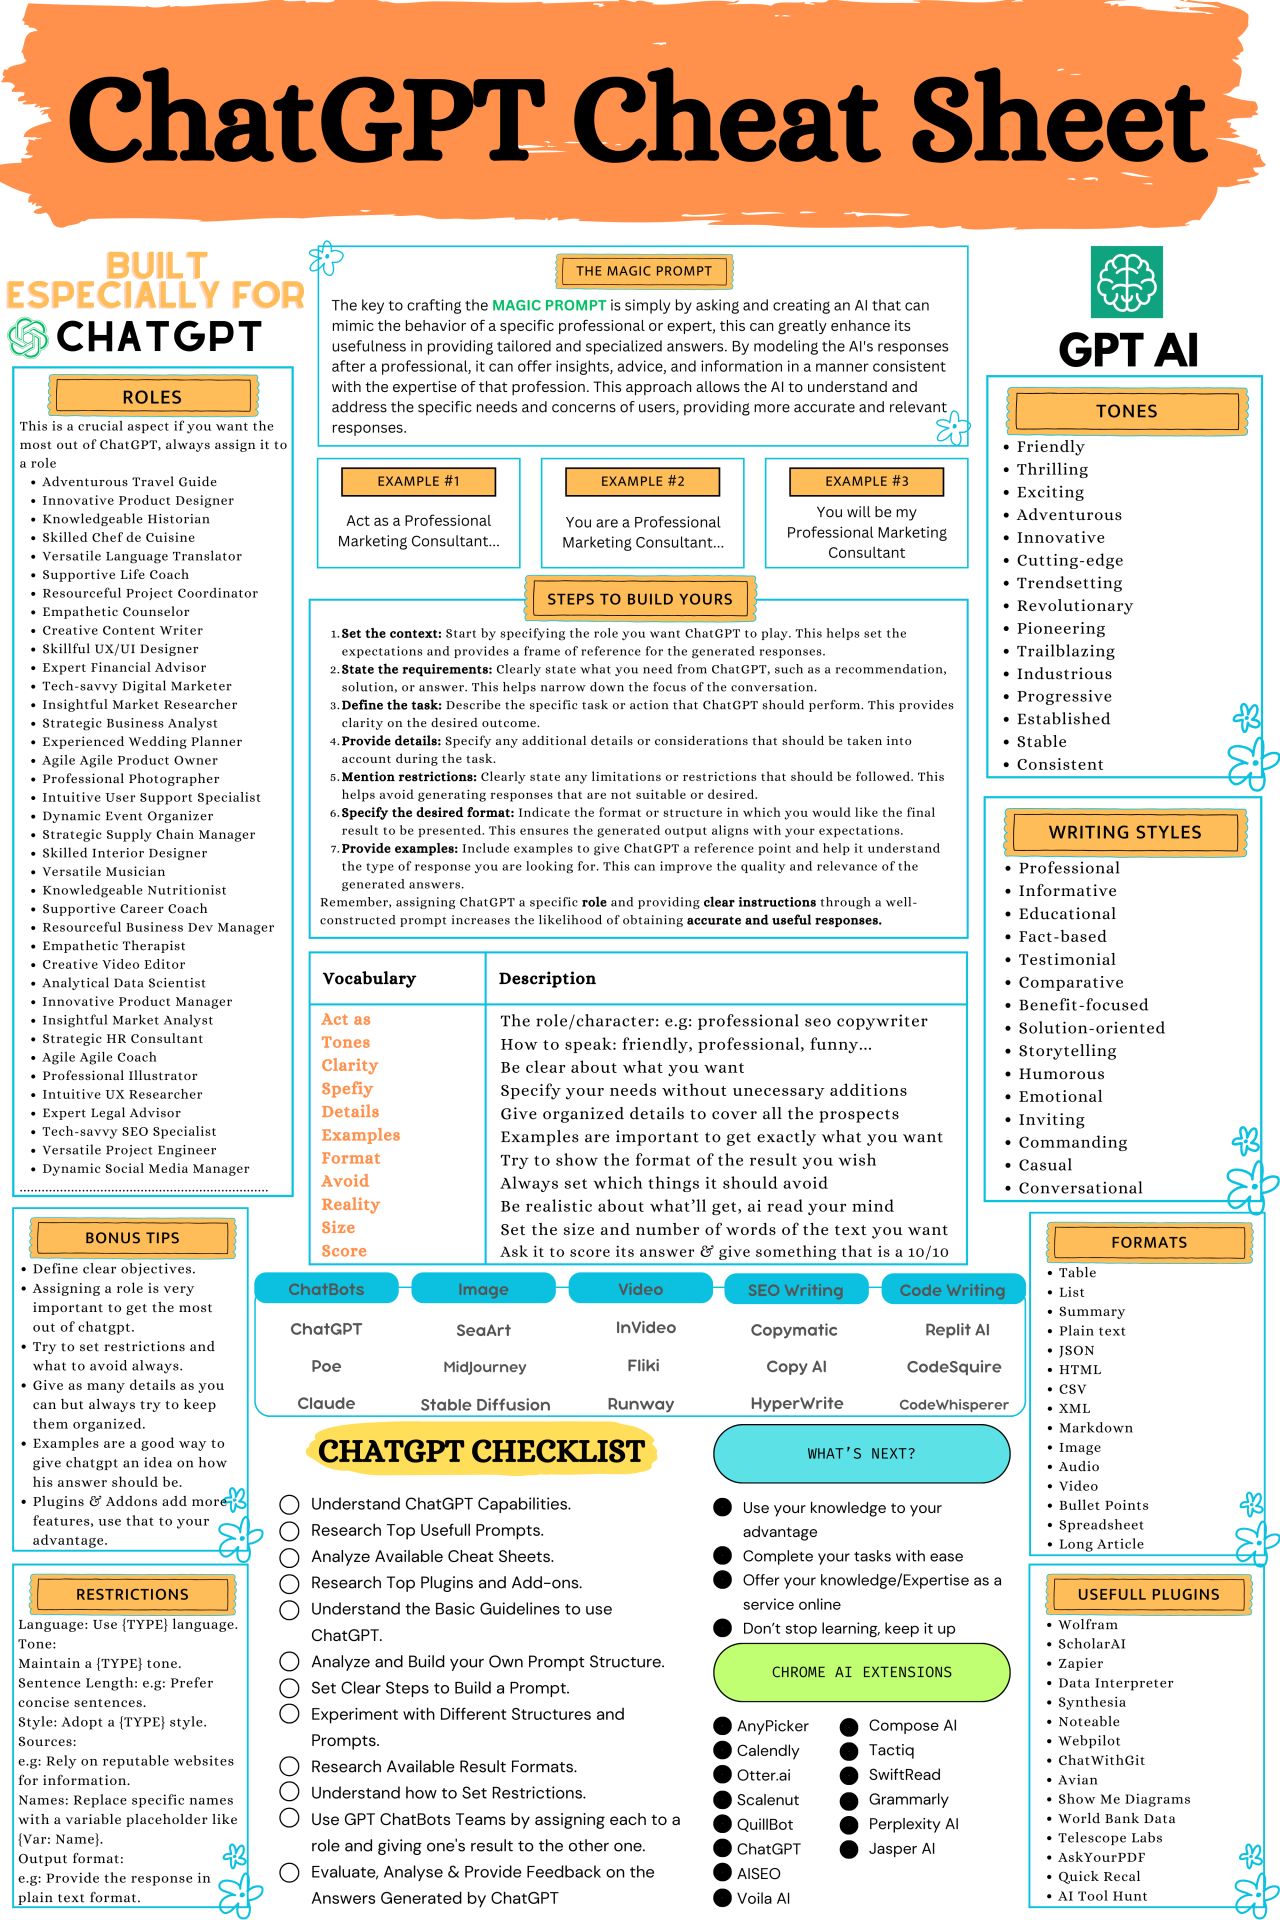 ChatGPT Cheat Sheet
BUILT
ESPECIALLY FOR
CHATGPT
ROLES
This is a crucial aspect if you want the
most out of ChatGPT, always assign it to
a role
• Adventurous Travel Guide
• Innovative Product Designer
• Knowledgeable Historian
• Skilled Chef de Cuisine
• Versatile Language Translator
• Supportive Life Coach
• Resourceful Project Coordinator
• Empathetic Counselor
• Creative Content Writer
• Skillful UX/UI Designer
• Expert Financial Advisor
• Tech-savvy Digital Marketer
• Insightful Market Researcher
• Strategic Business Analyst
• Experienced Wedding Planner
• Agile Agile Product Owner
• Professional Photographer
• Intuitive User Support Specialist
• Dynamic Event Organizer
• Strategic Supply Chain Manager
• Skilled Interior Designer
• Versatile Musician
• Knowledgeable Nutritionist
• Supportive Career Coach
• Resourceful Business Dev Manager
• Empathetic Therapist
• Creative Video Editor
• Analytical Data Scientist
• Innovative Product Manager
• Insightful Market Analyst
• Strategic HR Consultant
• Agile Agile Coach
• Professional Illustrator
• Intuitive UX Researcher
• Expert Legal Advisor
• Tech-savvy SEO Specialist
• Versatile Project Engineer
• Dynamic Social Media Manager
....................................................................
BONUS TIPS
• Define clear objectives.
• Assigning a role is very
important to get the most
out of chatgpt.
• Try to set restrictions and
what to avoid always.
• Give as many details as you
can but always try to keep
them organized.
• Examples are a good way to
give chatgpt an idea on how
his answer should be.
• Plugins & Addons add more
features, use that to your
advantage.
RESTRICTIONS
Language: Use {TYPE} language.
Tone:
Maintain a {TYPE} tone.
Sentence Length: e.g: Prefer
concise sentences.
Style: Adopt a {TYPE} style.
Sources:
e.g: Rely on reputable websites
for information.
Names: Replace specific names
with a variable placeholder like
{Var: Name}.
Output format:
e.g: Provide the response in
plain text format.
THE MAGIC PROMPT
The key to crafting the MAGIC PROMPT is simply by asking and creating an AI that can
mimic the behavior of a specific professional or expert, this can greatly enhance its
usefulness in providing tailored and specialized answers. By modeling the AI's responses
after a professional, it can offer insights, advice, and information in a manner consistent
with the expertise of that profession. This approach allows the AI to understand and
address the specific needs and concerns of users, providing more accurate and relevant
responses.
EXAMPLE #1
Act as a Professional
Marketing Consultant...
EXAMPLE #2
You are a Professional
Marketing Consultant...
EXAMPLE #3
You will be my
Professional Marketing
Consultant
STEPS TO BUILD YOURS
1. Set the context: Start by specifying the role you want ChatGPT to play. This helps set the
expectations and provides a frame of reference for the generated responses.
2. State the requirements: Clearly state what you need from ChatGPT, such as a recommendation,
solution, or answer. This helps narrow down the focus of the conversation.
3. Define the task: Describe the specific task or action that ChatGPT should perform. This provides
clarity on the desired outcome.
4. Provide details: Specify any additional details or considerations that should be taken into
account during the task.
5. Mention restrictions: Clearly state any limitations or restrictions that should be followed. This
helps avoid generating responses that are not suitable or desired.
6. Specify the desired format: Indicate the format or structure in which you would like the final
result to be presented. This ensures the generated output aligns with your expectations.
7. Provide examples: Include examples to give ChatGPT a reference point and help it understand
the type of response you are looking for. This can improve the quality and relevance of the
generated answers.
Remember, assigning ChatGPT a specific role and providing clear instructions through a well-
constructed prompt increases the likelihood of obtaining accurate and useful responses.
Vocabulary Description
Act as The role/character: e.g: professional seo copywriter
Tones How to speak: friendly, professional, funny...
Clarity Be clear about what you want
Spefiy Specify your needs without unecessary additions
Details Give organized details to cover all the prospects
Examples Examples are important to get exactly what you want
Format Try to show the format of the result you wish
Avoid Always set which things it should avoid
Reality Be realistic about what'll get, ai read your mind
Size Set the size and number of words of the text you want
Score Ask it to score its answer & give something that is a 10/10
ChatBots Image Video SEO Writing Code Writing
ChatGPT SeaArt InVideo Copymatic Replit AI
Poe MidJourney Fliki Copy AI CodeSquire
Claude Stable Diffusion Runway HyperWrite CodeWhisperer
CHATGPT CHECKLIST
Understand ChatGPT Capabilities.
Research Top Usefull Prompts.
Analyze Available Cheat Sheets.
Research Top Plugins and Add-ons.
Understand the Basic Guidelines to use
ChatGPT.
Analyze and Build your Own Prompt Structure.
Set Clear Steps to Build a Prompt.
Experiment with Different Structures and
Prompts.
Research Available Result Formats.
Understand how to Set Restrictions.
Use GPT ChatBots Teams by assigning each to a
role and giving one's result to the other one.
Evaluate, Analyse & Provide Feedback on the
Answers Generated by ChatGPT
WHAT'S NEXT?
Use your knowledge to your
advantage
Complete your tasks with ease
Offer your knowledge/Expertise as a
service online
Don't stop learning, keep it up
CHROME AI EXTENSIONS
AnyPicker
Calendly
Otter.ai
Scalenut
QuillBot
ChatGPT
AISEO
Voila AI
Compose AI
Tactiq
SwiftRead
Grammarly
Perplexity AI
Jasper AI
GPT AI
TONES
• Friendly
• Thrilling
• Exciting
• Adventurous
• Innovative
• Cutting-edge
• Trendsetting
• Revolutionary
• Pioneering
• Trailblazing
• Industrious
• Progressive
• Established
• Stable
• Consistent
WRITING STYLES
• Professional
• Informative
• Educational
• Fact-based
• Testimonial
• Comparative
• Benefit-focused
• Solution-oriented
• Storytelling
• Humorous
• Emotional
• Inviting
• Commanding
• Casual
• Conversational
FORMATS
• Table
• List
• Summary
• Plain text
• JSON
• HTML
• CSV
• XML
• Markdown
• Image
• Audio
• Video
• Bullet Points
• Spreadsheet
• Long Article
USEFULL PLUGINS
• Wolfram
• ScholarAI
• Zapier
• Data Interpreter
• Synthesia
• Noteable
• Webpilot
• ChatWithGit
• Avian
• Show Me Diagrams
• World Bank Data
• Telescope Labs
• AskYourPDF
• Quick Recal
• AI Tool Hunt